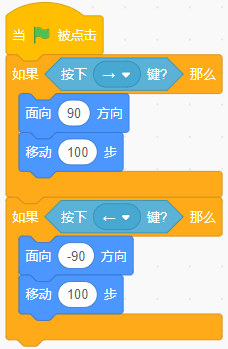 当 被点击
如果 按下 → 键? 那么
面向 90 方向
移动 100 步
如果 按下 ← 键? 那么
面向 -90 方向
移动 100 步